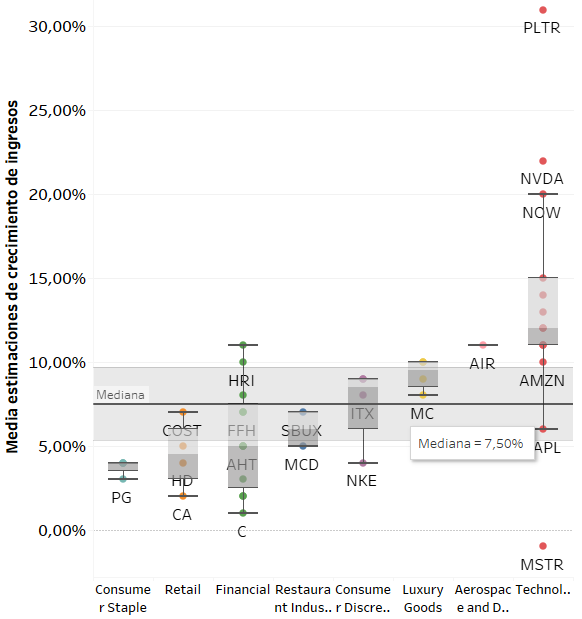 Media estimaciones de crecimiento de ingresos
30,00%
25,00%
20,00%
15,00%
10,00%
5,00%
0,00%
PLTR
NVDA
NOW
HRI
AIR
AMZN
Mediana
ITX
MC
COST
FFH
SBUX
Mediana = 7,50%
APL
AHT
MCD
HD
NKE
PG
CA
C
MSTR
Consume
r Staple
Retail
Financial
Restaura
nt Indus..
Consume
r Discre..
Luxury
Goods
Aerospac
e and D..
Technol..